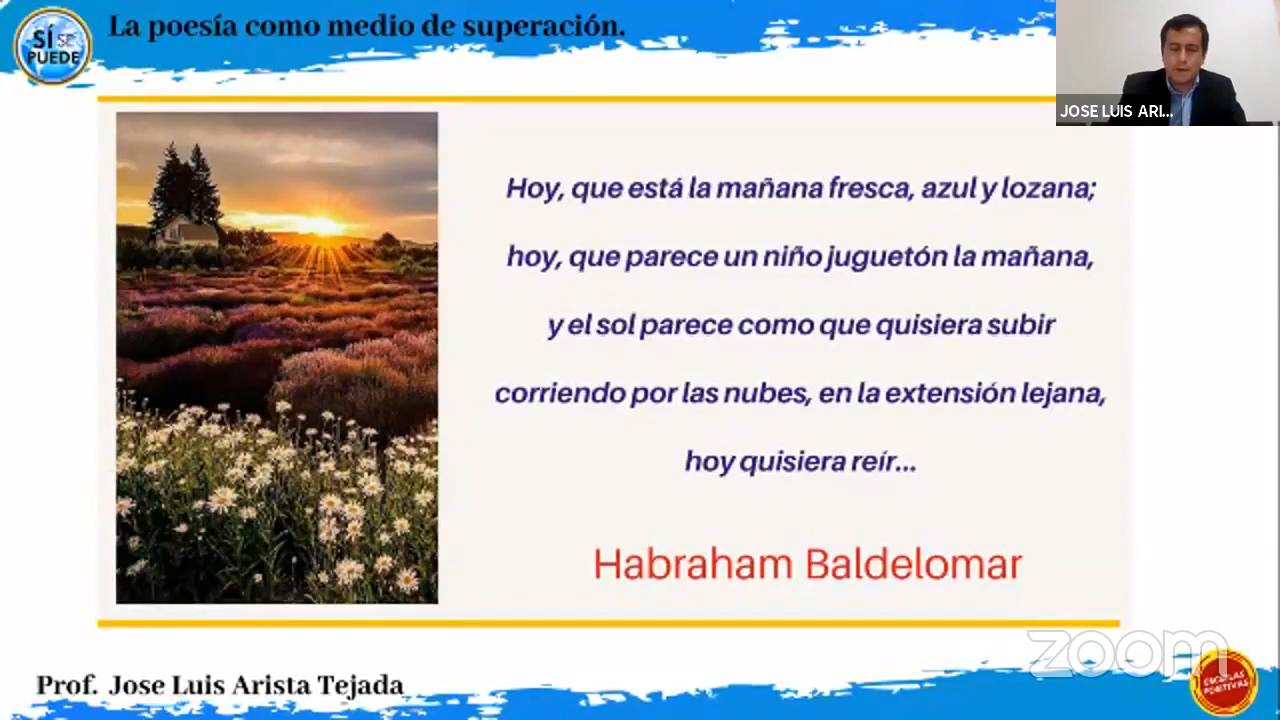 SÍ SE
PUEDE
La poesía como medio de superación.
JOSE LUIS ARI...
Hoy, que está la mañana fresca, azul y lozana;
hoy, que parece un niño juguetón la mañana,
y el sol parece como que quisiera subir
corriendo por las nubes, en la extensión lejana,
hoy quisiera reír...
Habraham Baldelomar
zoom
Prof. Jose Luis Arista Tejada
ESCUELAS
POSITIVAS